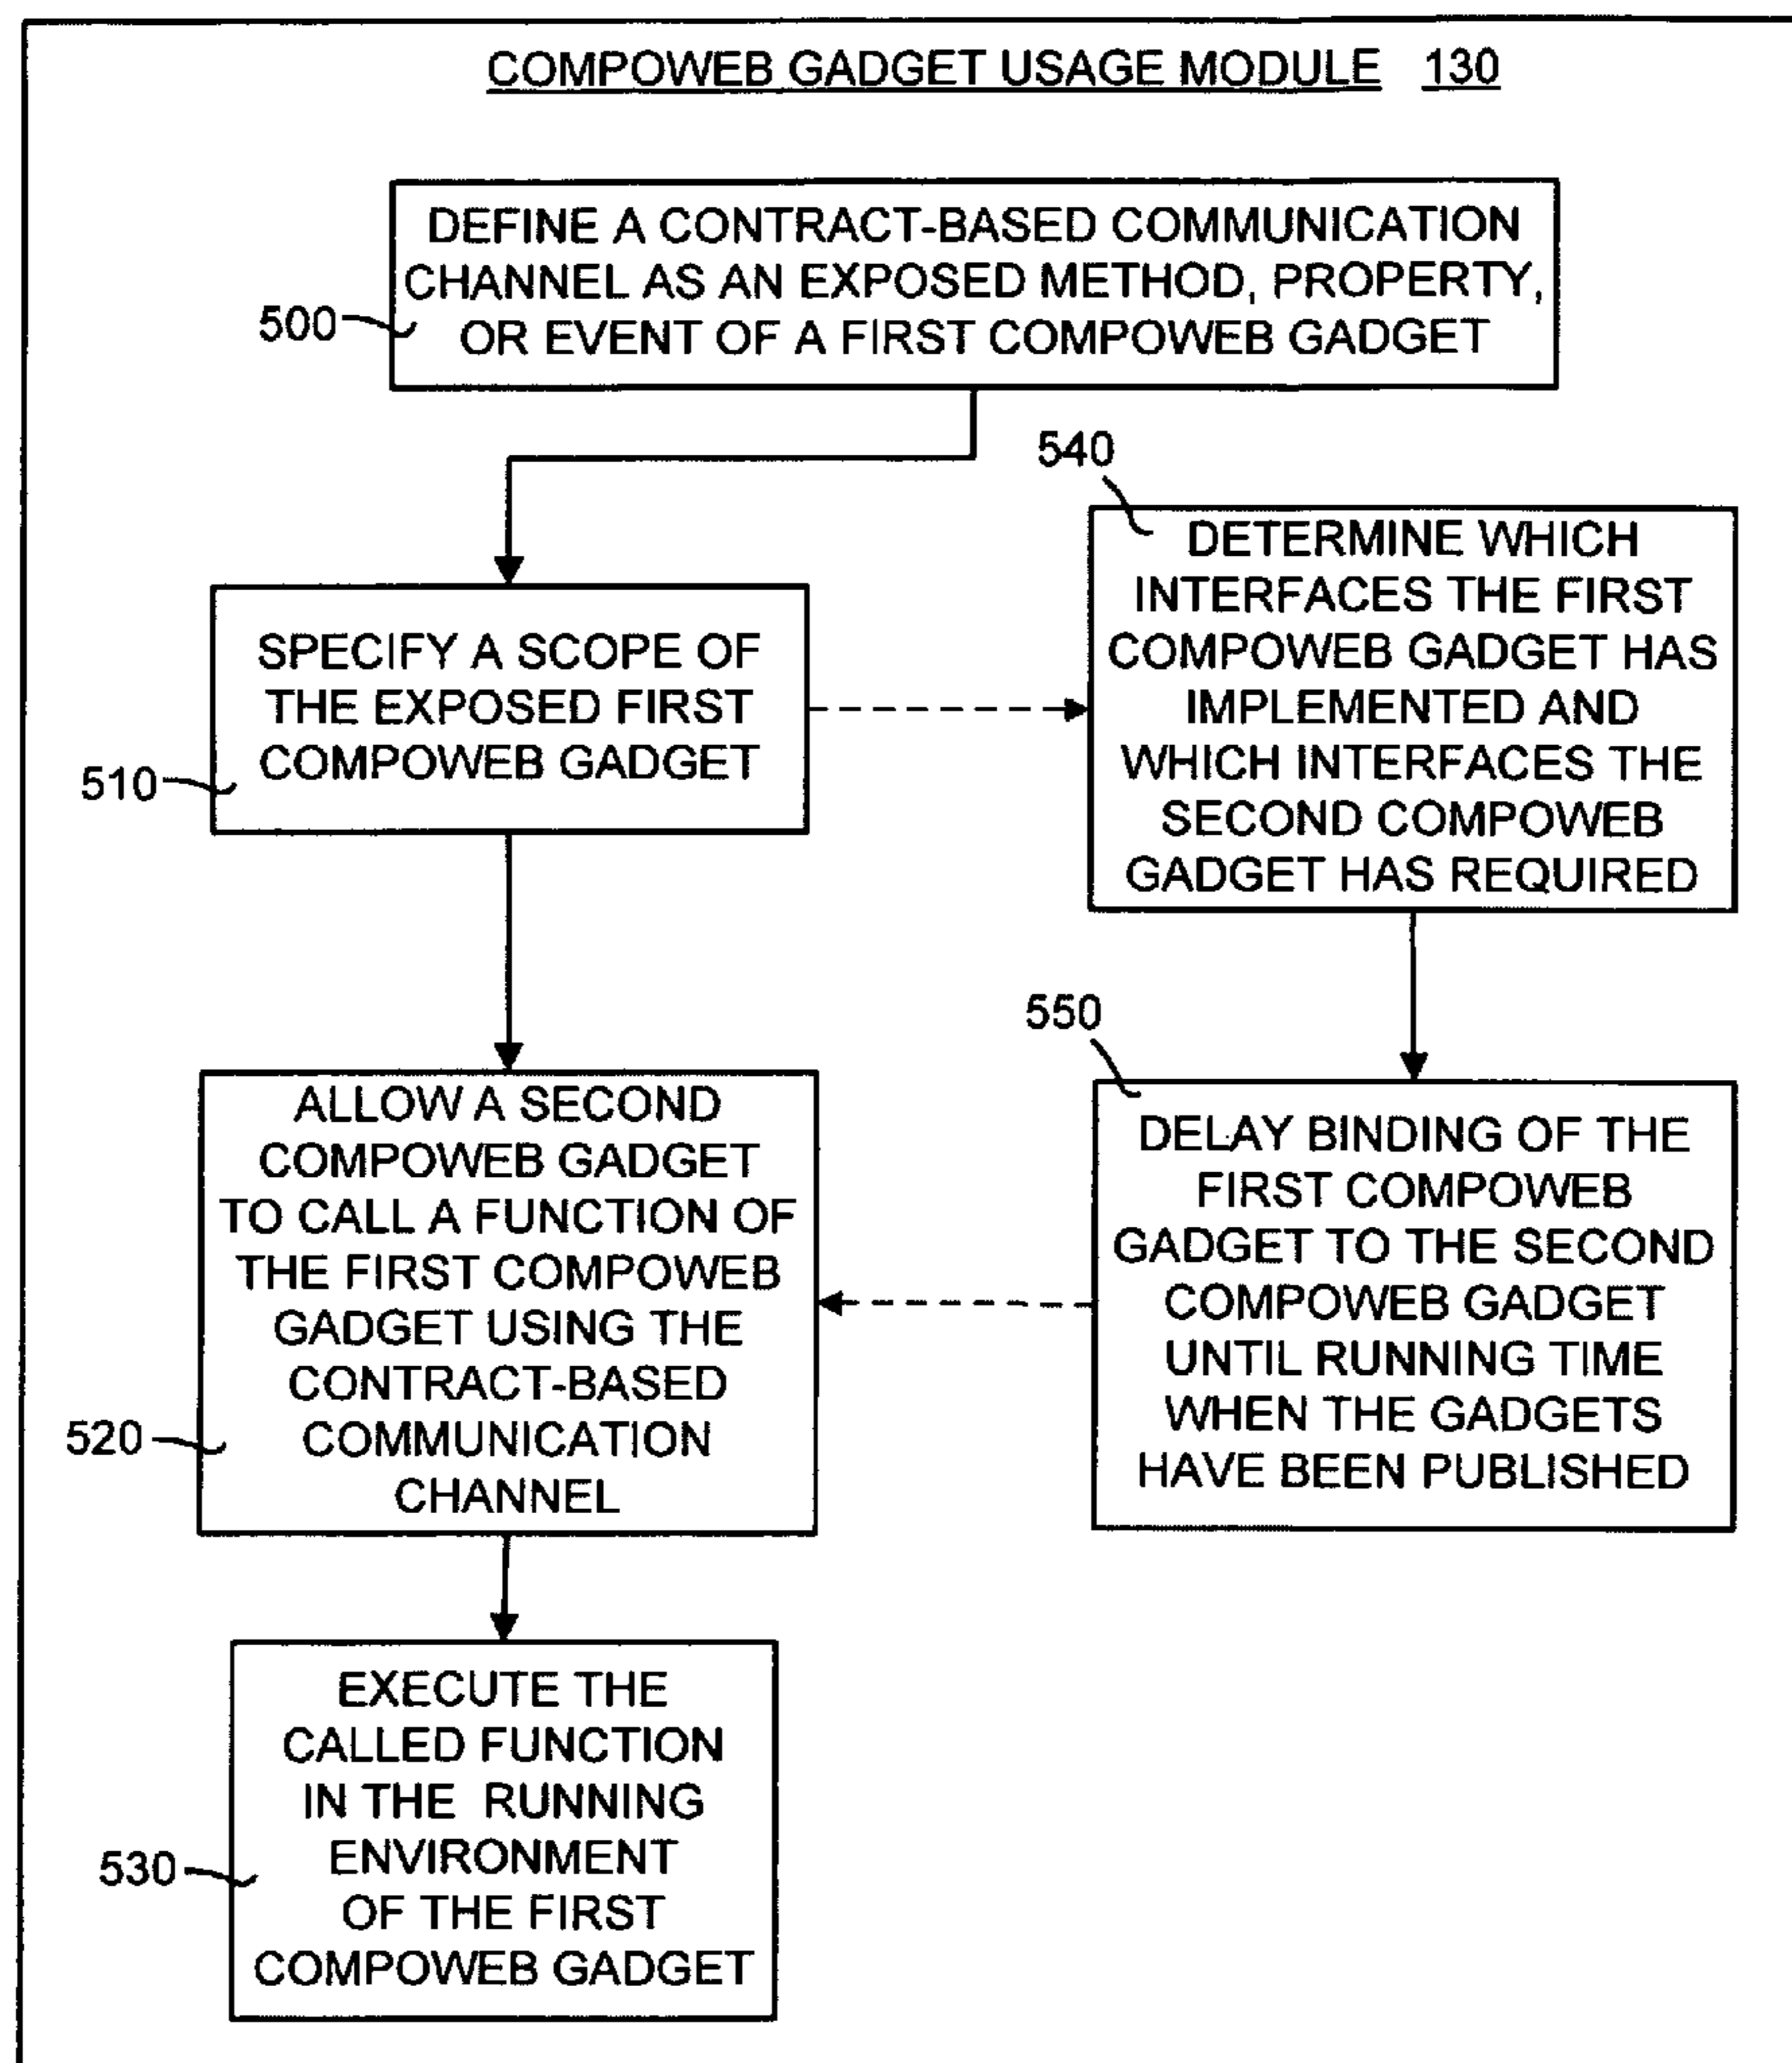 COMPOWEB GADGET USAGE MODULE 130
DEFINE A CONTRACT-BASED COMMUNICATION
CHANNEL AS AN EXPOSED METHOD, PROPERTY,
OR EVENT OF A FIRST COMPOWEB GADGET
500
540
DETERMINE WHICH
INTERFACES THE FIRST
COMPOWEB GADGET HAS
IMPLEMENTED AND
WHICH INTERFACES THE
SECOND COMPOWEB
GADGET HAS REQUIRED
SPECIFY A SCOPE OF
THE EXPOSED FIRST
COMPOWEB GADGET
510
550
DELAY BINDING OF THE
FIRST COMPOWEB
GADGET TO THE SECOND
COMPOWEB GADGET
UNTIL RUNNING TIME
WHEN THE GADGETS
HAVE BEEN PUBLISHED
ALLOW A SECOND
COMPOWEB GADGET
TO CALL A FUNCTION OF
THE FIRST COMPOWEB
GADGET USING THE
CONTRACT-BASED
COMMUNICATION
CHANNEL
520
EXECUTE THE
CALLED FUNCTION
IN THE RUNNING
ENVIRONMENT
OF THE FIRST
COMPOWEB GADGET
530